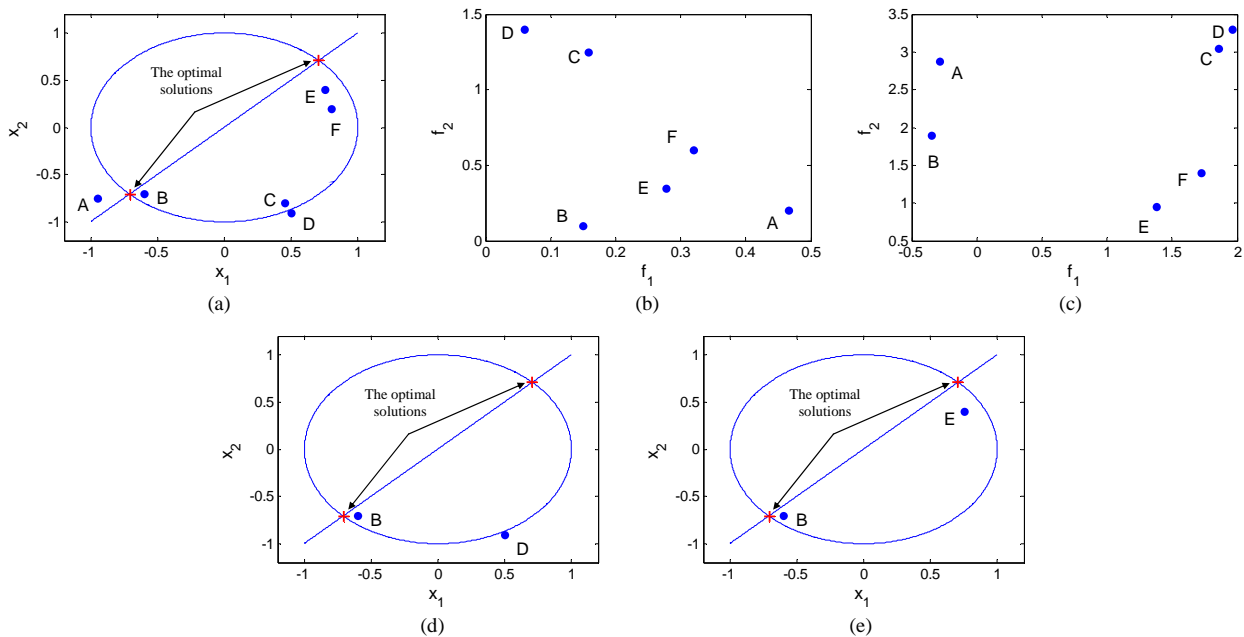 1
0.5
0
-0.5
-1
-1 -0.5 0 0.5 1
x2
x1
The optimal
solutions
A
B
C
D
E
F
(a)
1.5
1
0.5
0
0 0.1 0.2 0.3 0.4 0.5
f2
f1
D
C
F
E
B
A
(b)
3.5
3
2.5
2
1.5
1
0.5
-0.5 0 0.5 1 1.5 2
f2
f1
D
C
A
B
F
E
(c)
1
0.5
0
-0.5
-1
-1 -0.5 0 0.5 1
x2
x1
The optimal
solutions
B
D
(d)
1
0.5
0
-0.5
-1
-1 -0.5 0 0.5 1
x2
x1
The optimal
solutions
E
B
(e)